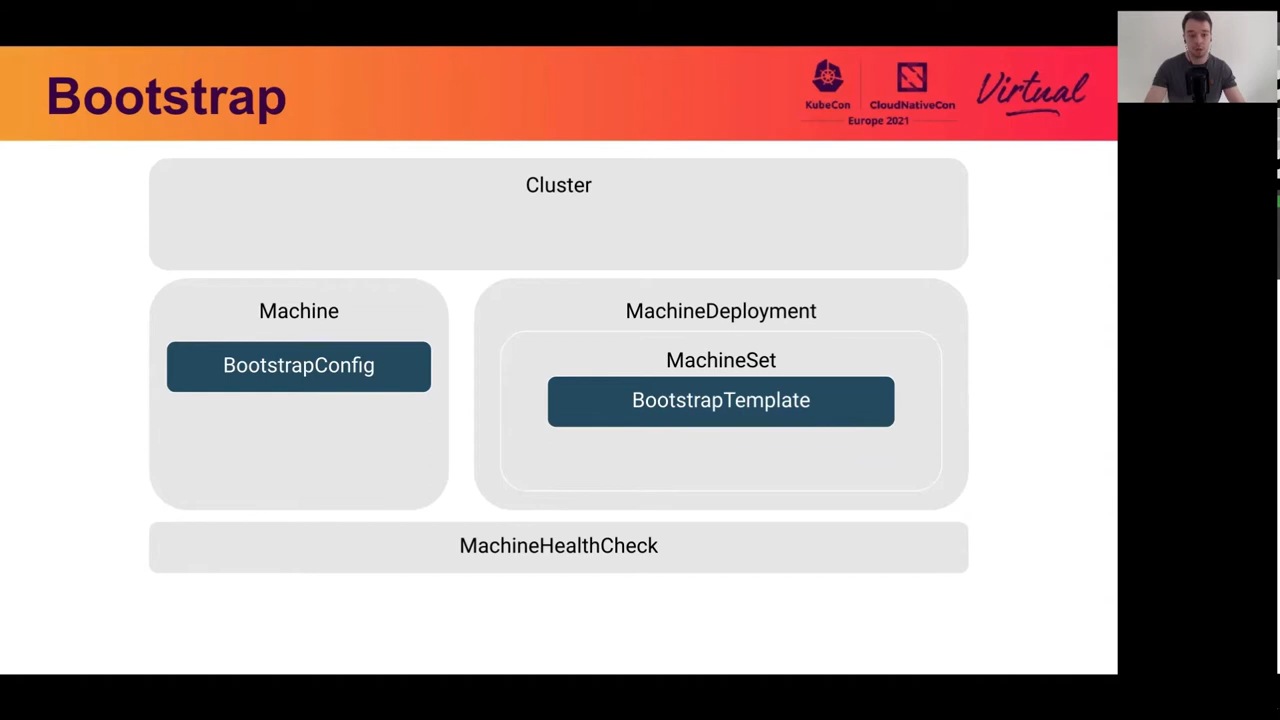 Bootstrap
KubeCon
CloudNativeCon
Europe 2021
Virtual
Cluster
Machine
BootstrapConfig
MachineDeployment
MachineSet
BootstrapTemplate
MachineHealthCheck